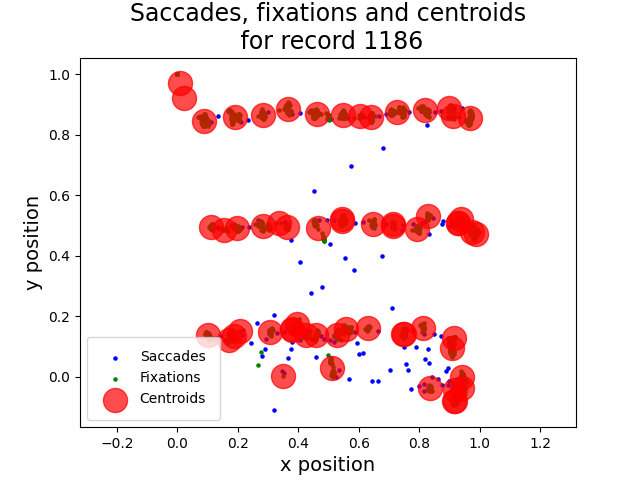 Saccades, fixations and centroids
for record 1186
y position
1.0
0.8
0.6
0.4
0.2
0.0
Saccades
Fixations
Centroids
−0.2
0.0
0.2
0.4
0.6
0.8
1.0
1.2
x position